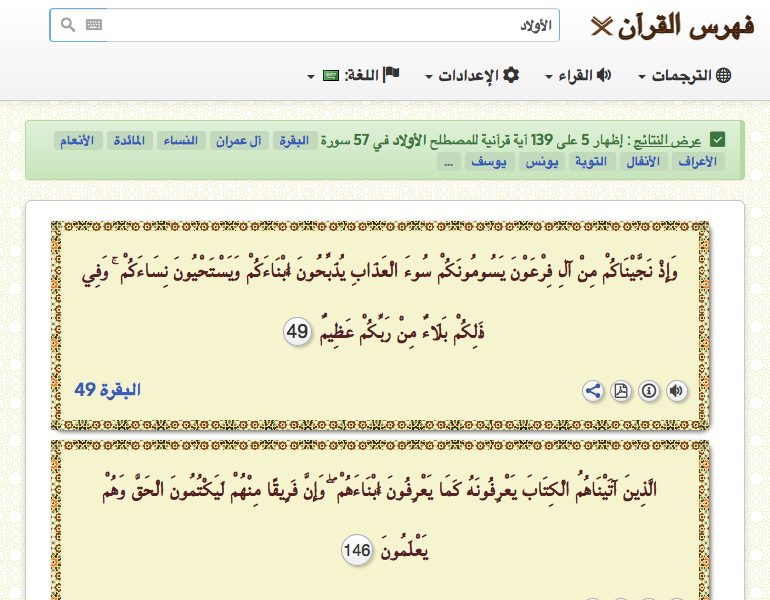 فهرس القرآن
الأولاد
الترجمات القراء الإعدادات اللغة:
عرض النتائج : إظهار 5 على 139 آية قرآنية للمصطلح الأولاد في 57 سورة البقرة آل عمران النساء المائدة الأنعام
الأعراف الأنفال التوبة يونس يوسف ...
وَإِذْ نَجَّيْنَاكُمْ مِنْ آلِ فِرْعَوْنَ يَسُومُونَكُمْ سُوءَ الْعَذَابِ يُذَبِّحُونَ أَبْنَاءَكُمْ وَيَسْتَحْيُونَ نِسَاءَكُمْ ۚ وَفِي
ذَٰلِكُمْ بَلَاءٌ مِنْ رَبِّكُمْ عَظِيمٌ 49
البقرة 49
الَّذِينَ آتَيْنَاهُمُ الْكِتَابَ يَعْرِفُونَهُ كَمَا يَعْرِفُونَ أَبْنَاءَهُمْ ۖ وَإِنَّ فَرِيقًا مِنْهُمْ لَيَكْتُمُونَ الْحَقَّ وَهُمْ
يَعْلَمُونَ 146